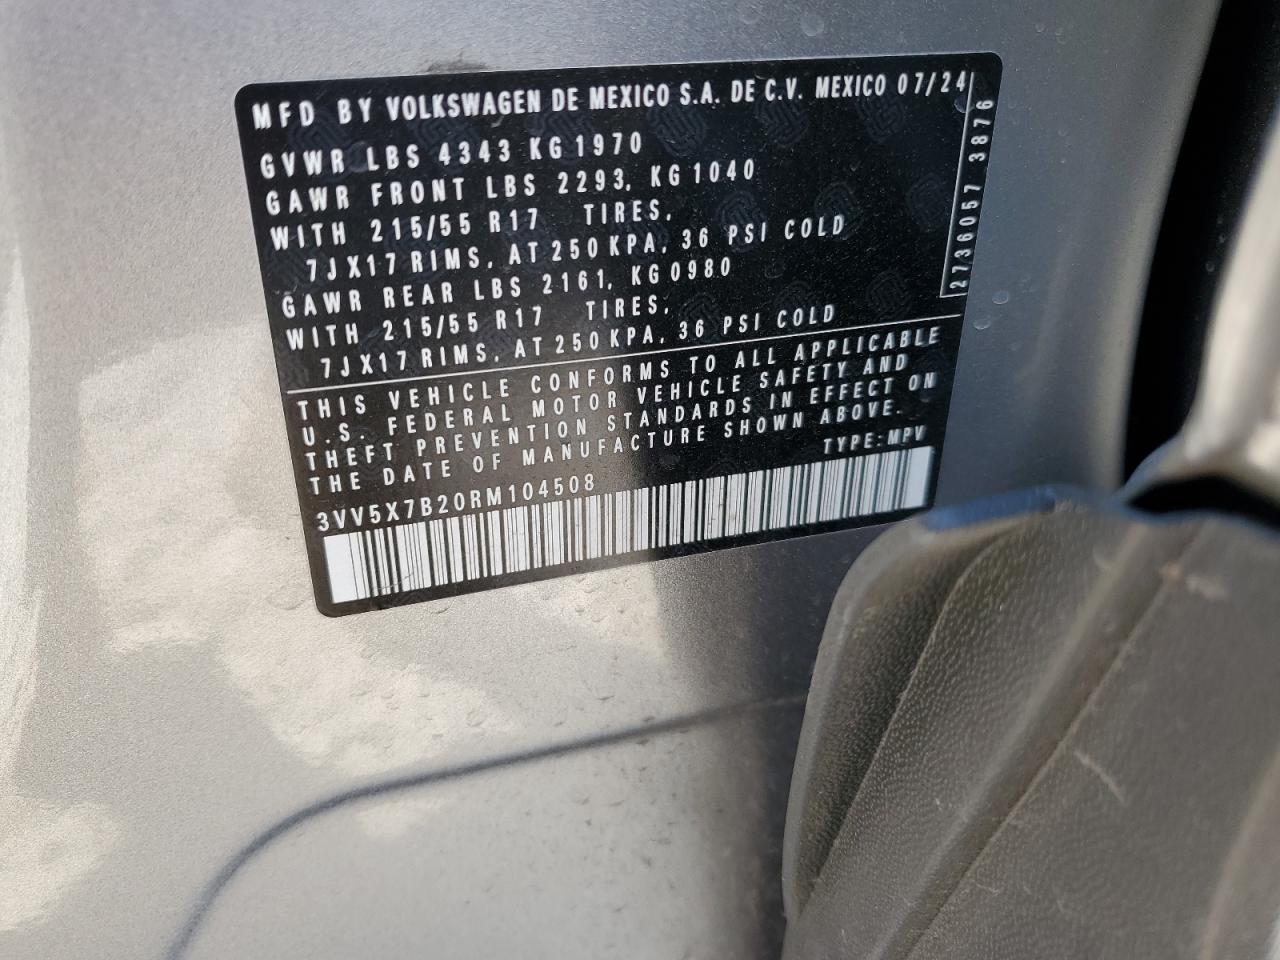 MFD BY VOLKSWAGEN DE MEXICO S.A. DE C.V. MEXICO 07/24
GVWR LBS 4343 KG 1970
GAWR FRONT LBS 2293, KG 1040
WITH 215/55 R17 TIRES,
7JX17 RIMS, AT 250 KPA, 36 PSI COLD
GAWR REAR LBS 2161, KG 0980
WITH 215/55 R17 TIRES,
7JX17 RIMS, AT 250 KPA, 36 PSI COLD
2736057 3876
THIS VEHICLE CONFORMS TO ALL APPLICABLE
U.S. FEDERAL MOTOR VEHICLE SAFETY AND
THEFT PREVENTION STANDARDS IN EFFECT ON
THE DATE OF MANUFACTURE SHOWN ABOVE.
TYPE: MPV
3VV5X7B20RM104508